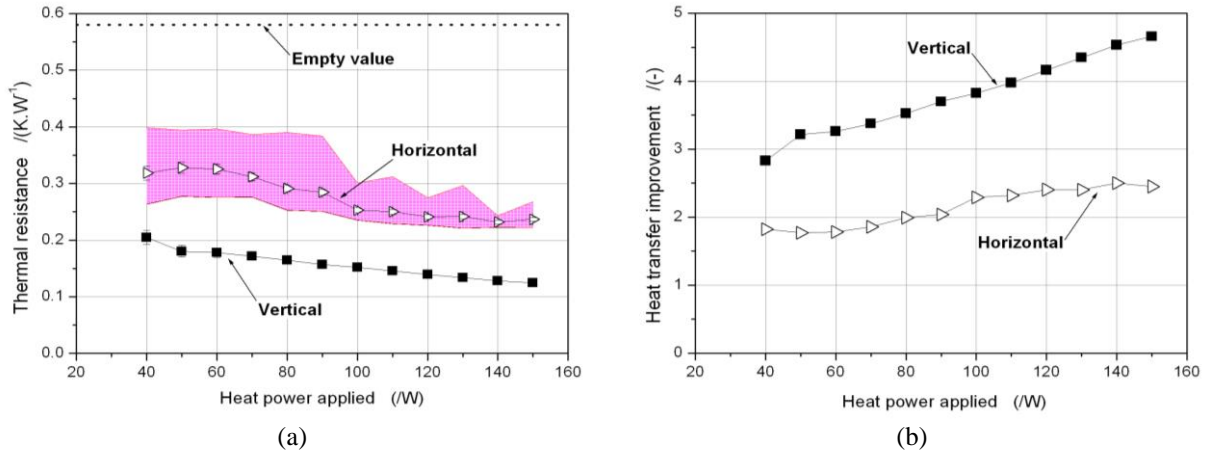 0.6
0.5
0.4
0.3
0.2
0.1
0.0
Thermal resistance /(K.W⁻¹)
Empty value
Horizontal
Vertical
20 40 60 80 100 120 140 160
Heat power applied (/W)
(a)
5
4
3
2
1
0
Heat transfer improvement /(-)
Vertical
Horizontal
20 40 60 80 100 120 140 160
Heat power applied (/W)
(b)